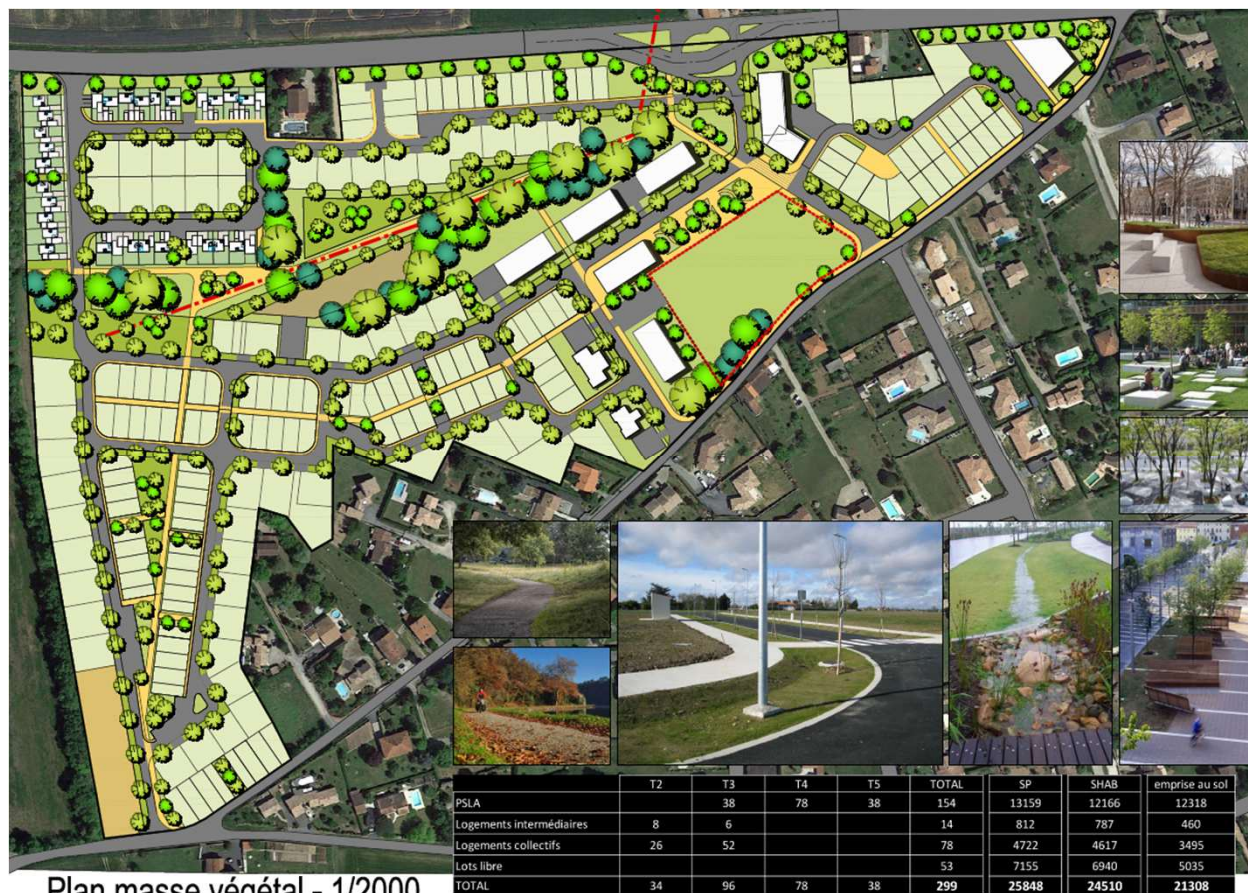 T2 T3 T4 T5 TOTAL SP SHAB emprise au sol
PSLA 38 78 38 154 13159 12166 12318
Logements intermédiaires 8 6 14 812 787 460
Logements collectifs 26 52 78 4722 4617 3495
Lots libre 53 7155 6940 5035
TOTAL 34 96 78 38 299 25848 24510 21308
Plan masse végétal - 1/2000